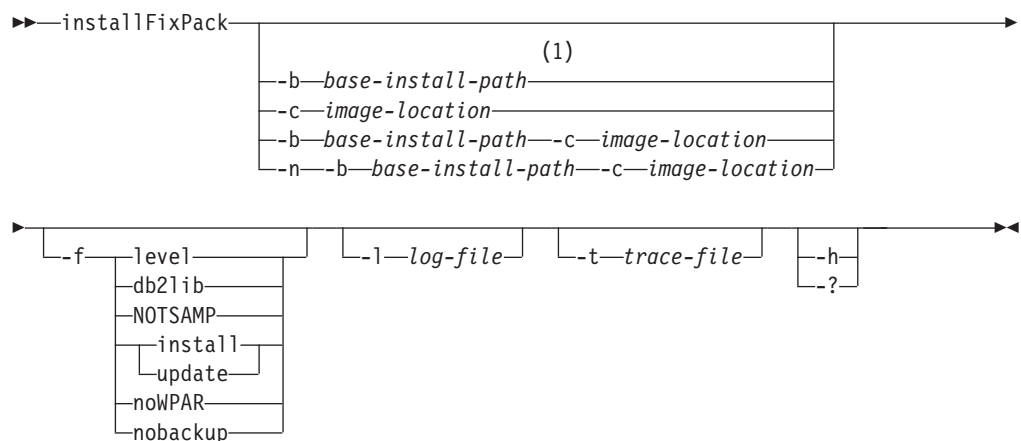 installFixPack
(1)
-b base-install-path
-c image-location
-b base-install-path -c image-location
-n -b base-install-path -c image-location
-f level -l log-file -t trace-file -h
db2lib -?
NOTSAMP
install
update
noWPAR
nobackup